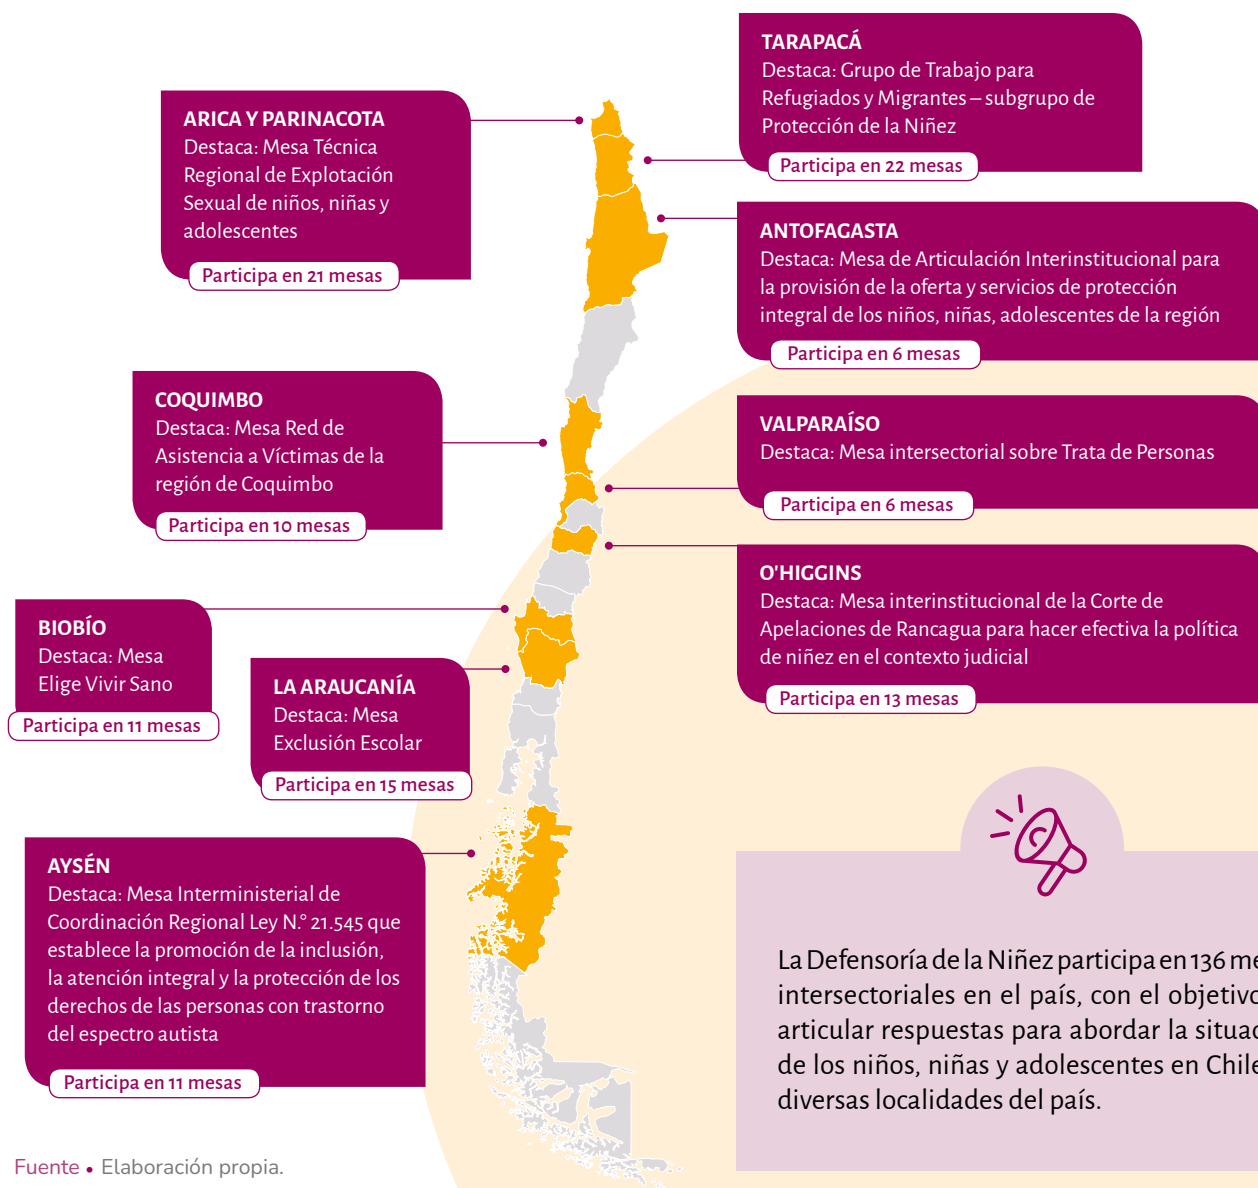 TARAPACÁ
Destaca: Grupo de Trabajo para
Refugiados y Migrantes – subgrupo de
Protección de la Niñez
Participa en 22 mesas
ARICA Y PARINACOTA
Destaca: Mesa Técnica
Regional de Explotación
Sexual de niños, niñas y
adolescentes
Participa en 21 mesas
ANTOFAGASTA
Destaca: Mesa de Articulación Interinstitucional para
la provisión de la oferta y servicios de protección
integral de los niños, niñas, adolescentes de la región
Participa en 6 mesas
COQUIMBO
Destaca: Mesa Red de
Asistencia a Víctimas de la
región de Coquimbo
Participa en 10 mesas
VALPARAÍSO
Destaca: Mesa intersectorial sobre Trata de Personas
Participa en 6 mesas
O'HIGGINS
Destaca: Mesa interinstitucional de la Corte de
Apelaciones de Rancagua para hacer efectiva la política
de niñez en el contexto judicial
Participa en 13 mesas
BIOBÍO
Destaca: Mesa
Elige Vivir Sano
Participa en 11 mesas
LA ARAUCANÍA
Destaca: Mesa
Exclusión Escolar
Participa en 15 mesas
AYSÉN
Destaca: Mesa Interministerial de
Coordinación Regional Ley N.° 21.545 que
establece la promoción de la inclusión,
la atención integral y la protección de los
derechos de las personas con trastorno
del espectro autista
Participa en 11 mesas
La Defensoría de la Niñez participa en 136
intersectoriales en el país, con el objetivo
articular respuestas para abordar la
de los niños, niñas y adolescentes en Chile
diversas localidades del país.
Fuente • Elaboración propia.